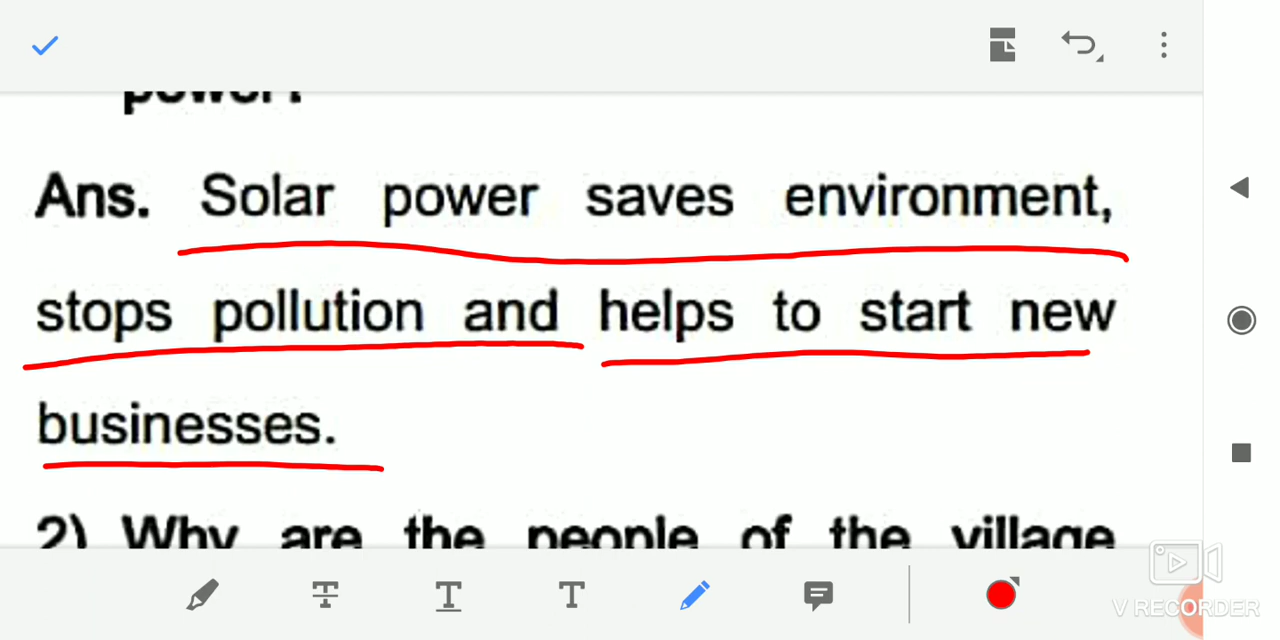 power?
Ans. Solar power saves environment,
stops pollution and helps to start new
businesses.
2) Why are the people of the village
V RECORDER